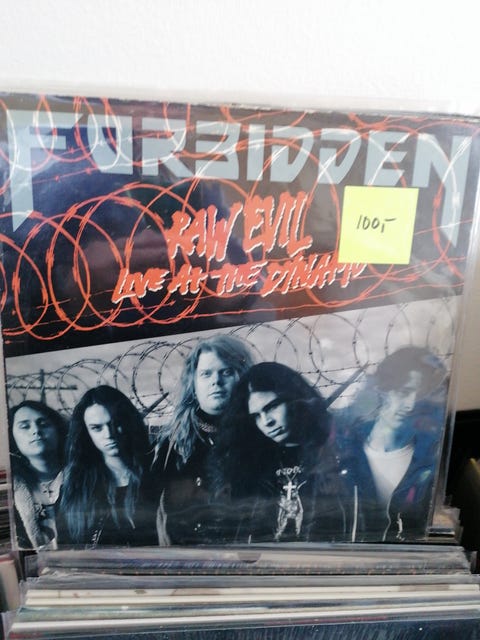 FORBIDDEN
100,-
RAW EVIL
LIVE AT THE DYNAMO